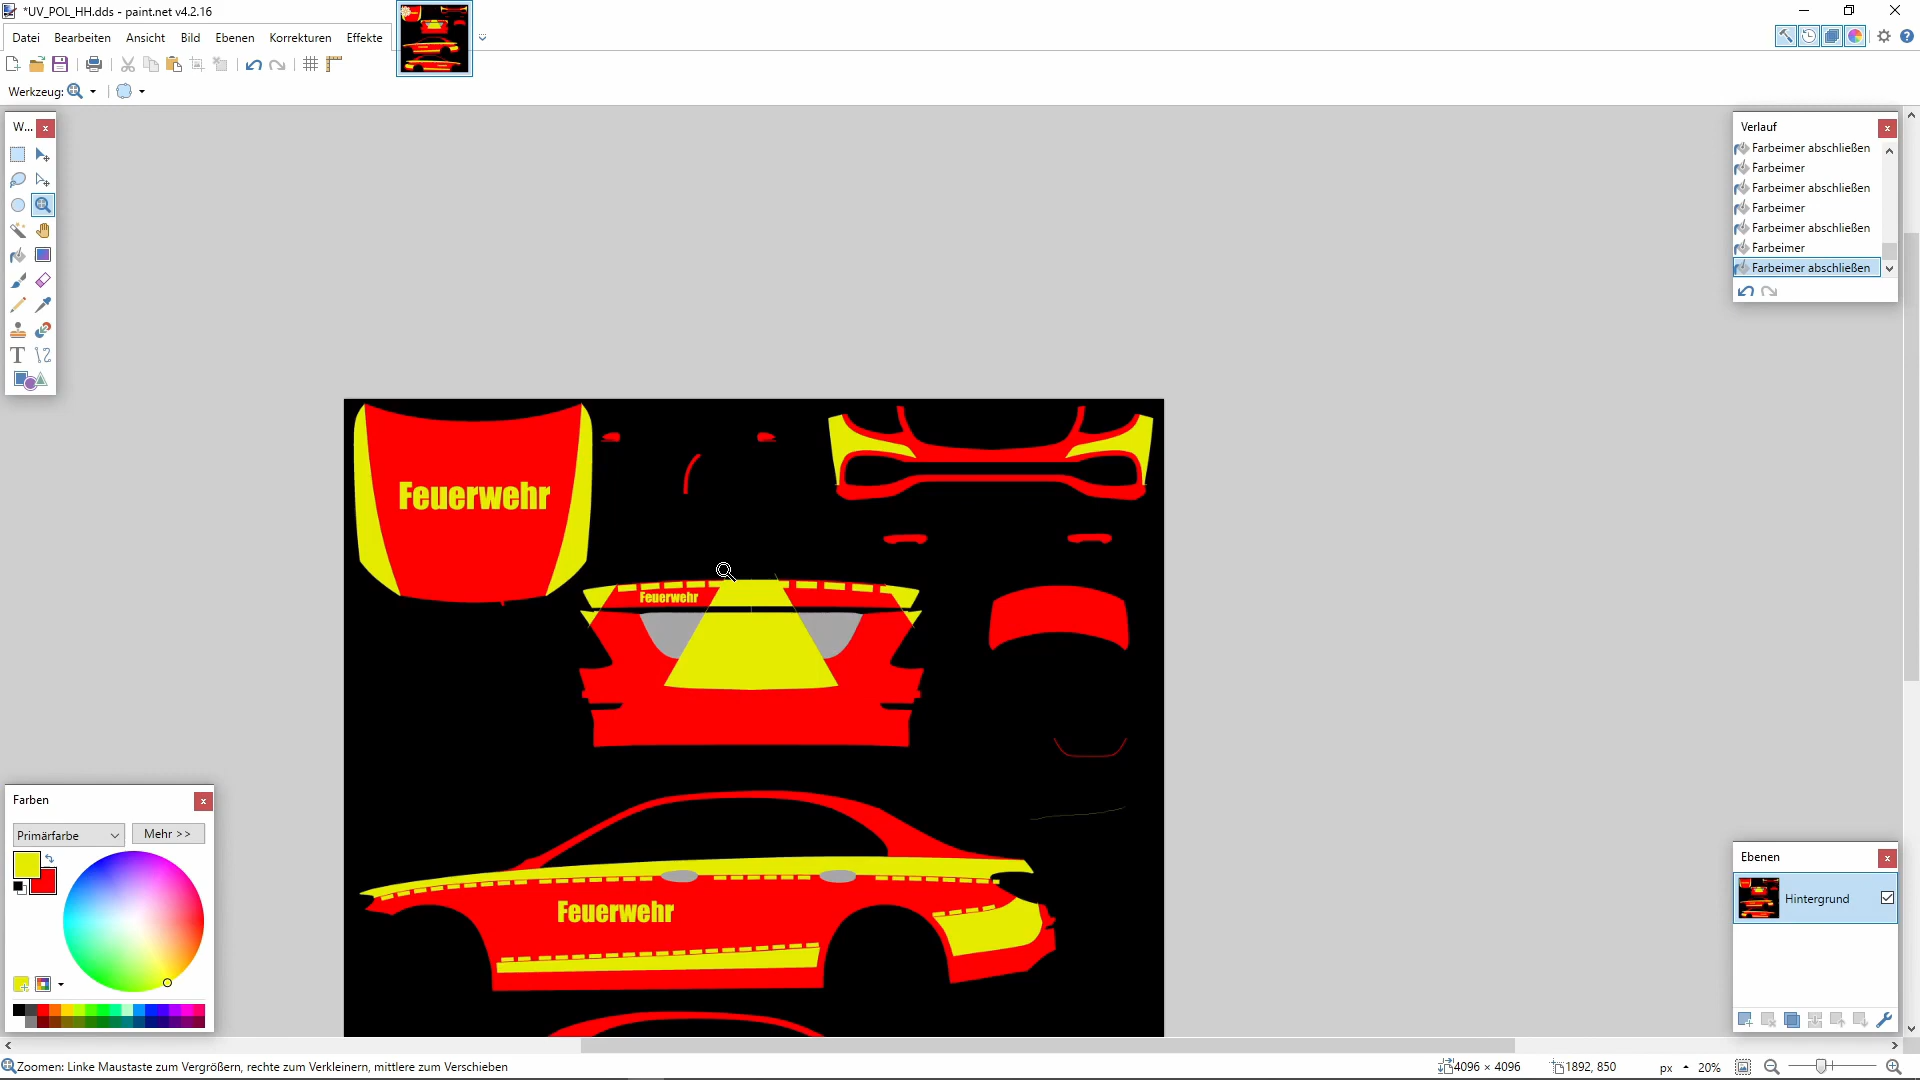 *UV_POL_HH.dds - paint.net v4.2.16
Datei Bearbeiten Ansicht Bild Ebenen Korrekturen Effekte
Werkzeug:
W...
Verlauf
Farbeimer abschließen
Farbeimer
Farbeimer abschließen
Farbeimer
Farbeimer abschließen
Farbeimer
Farbeimer abschließen
Feuerwehr
Feuerwehr
Feuerwehr
Farben
Primärfarbe
Mehr >>
Ebenen
Hintergrund
Zoomen: Linke Maustaste zum Vergrößern, rechte zum Verkleinern, mittlere zum Verschieben
4096 × 4096
1892, 850
px
20%